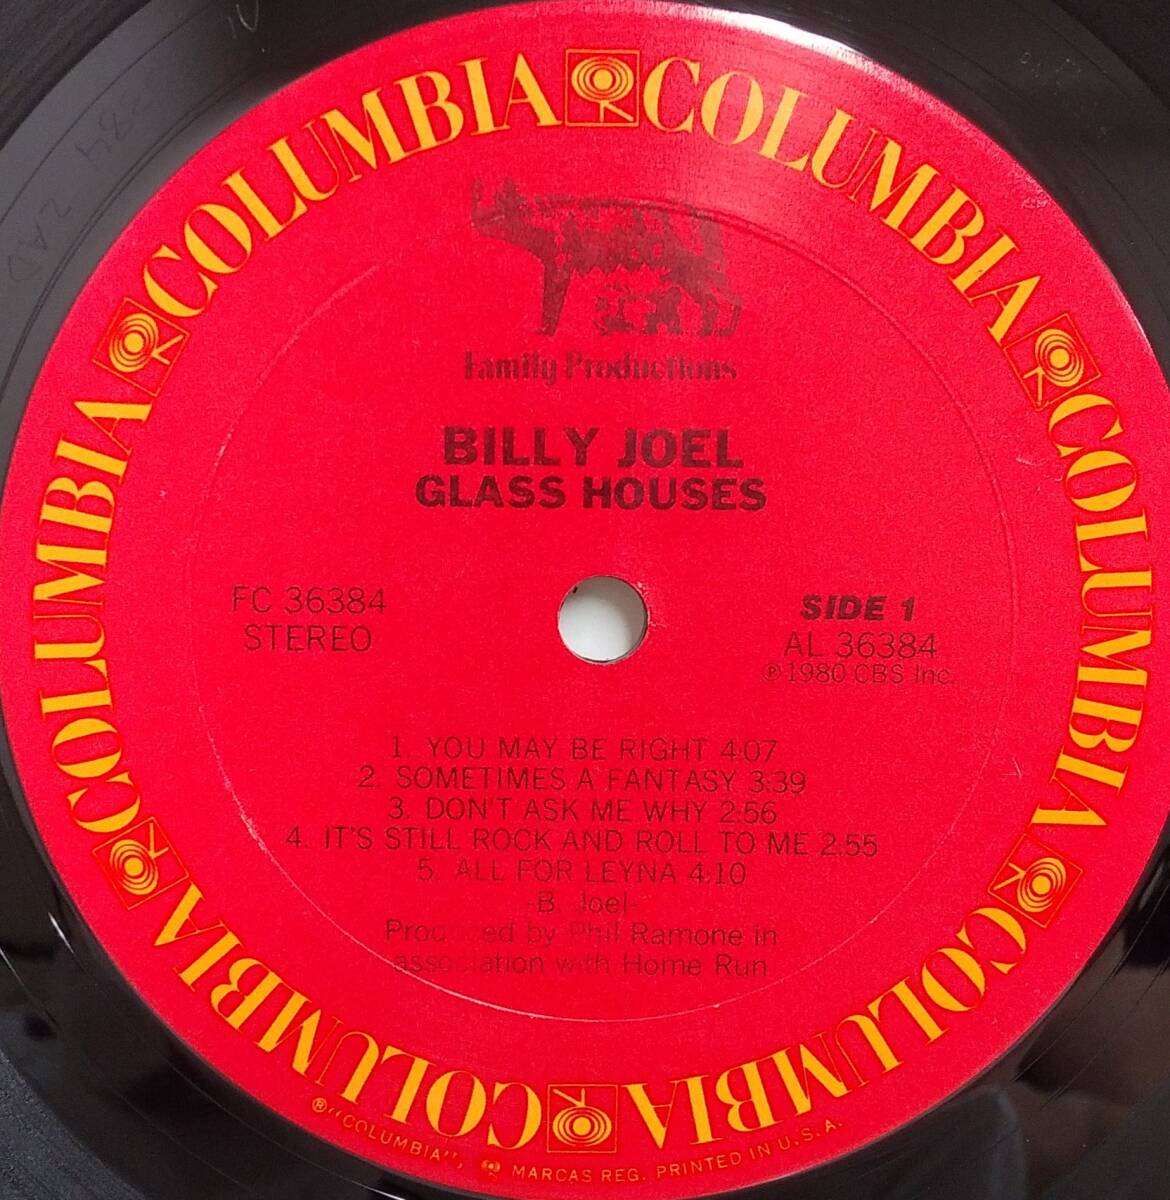 COLUMBIA COLUMBIA COLUMBIA COLUMBIA COLUMBIA COLUMBIA
Family Productions
BILLY JOEL
GLASS HOUSES
FC 36384
STEREO
SIDE 1
AL 36384
℗ 1980 CBS Inc.
1. YOU MAY BE RIGHT 4:07
2. SOMETIMES A FANTASY 3:39
3. DON'T ASK ME WHY 2:56
4. IT'S STILL ROCK AND ROLL TO ME 2:55
5. ALL FOR LEYNA 4:10
-B. Joel-
Produced by Phil Ramone in
association with Home Run
® "COLUMBIA", MARCAS REG. PRINTED IN U.S.A.